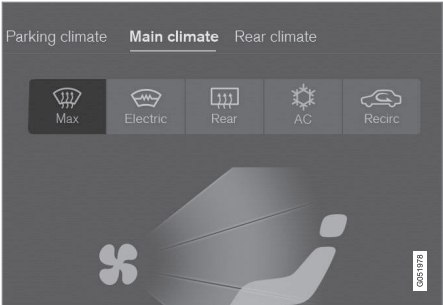 Parking climate Main climate Rear climate
Max Electric Rear AC Recirc
G051978